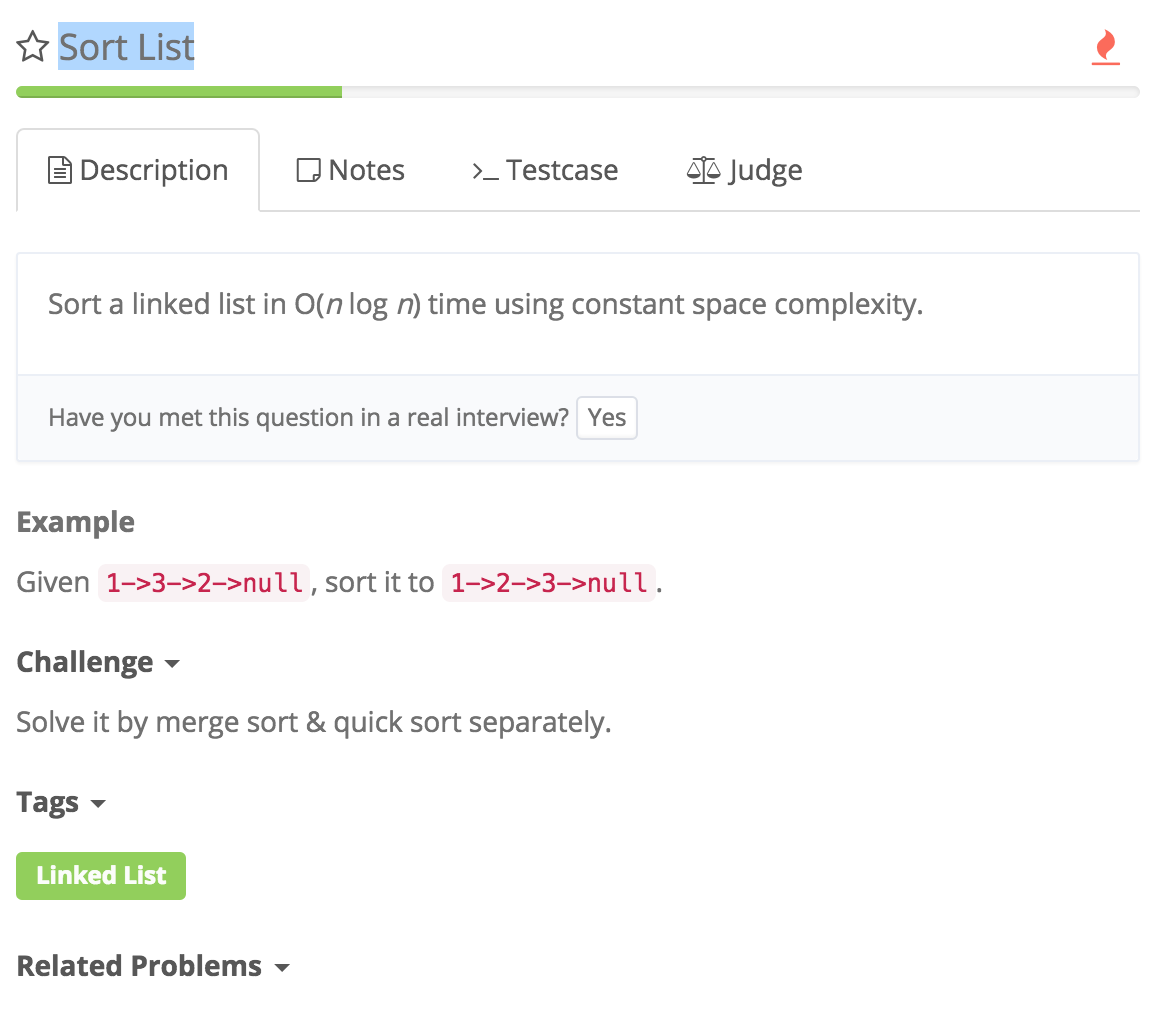 Sort List
Description Notes Testcase Judge
Sort a linked list in O(n log n) time using constant space complexity.
Have you met this question in a real interview? Yes
Example
Given 1->3->2->null, sort it to 1->2->3->null.
Challenge
Solve it by merge sort & quick sort separately.
Tags
Linked List
Related Problems